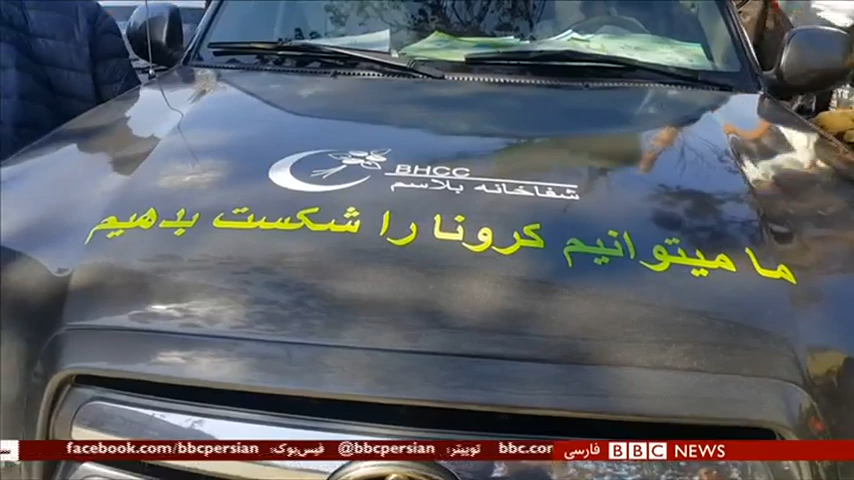 BHCC
شفاخانه بلاسم
ما میتوانیم کرونا را شکست بدهیم
facebook.com/bbcpersian فیس‌بوک: @bbcpersian توییتر: bbc.com فارسی BBC NEWS